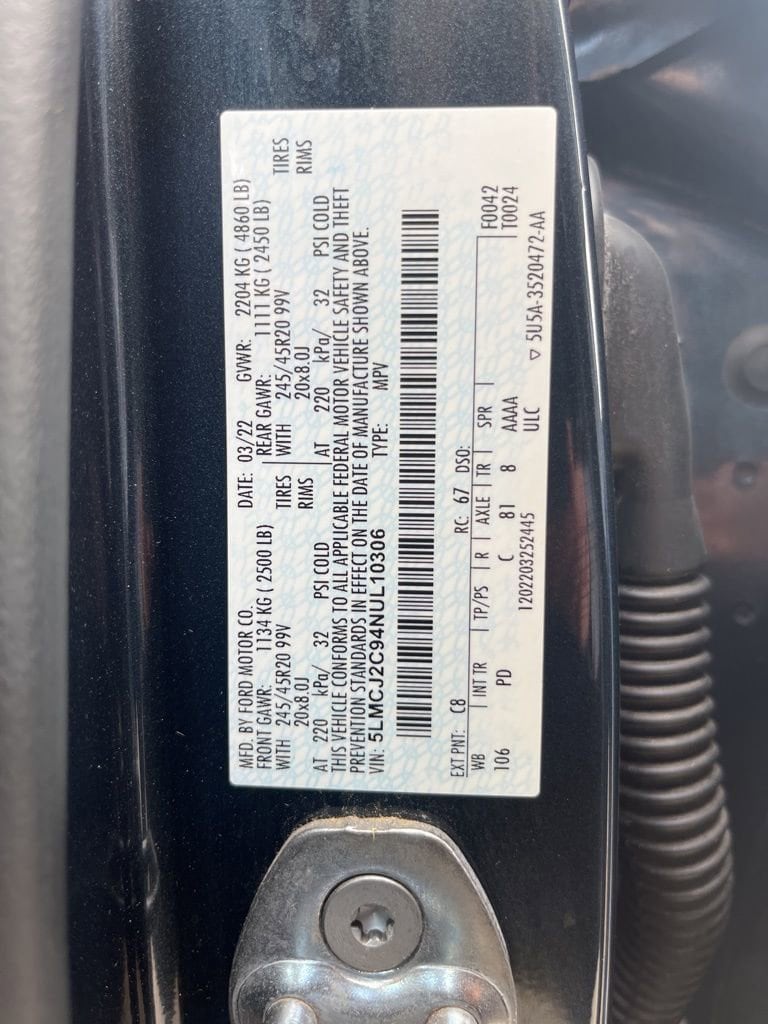 MFD. BY FORD MOTOR CO. DATE: 03/22 GVWR: 2204 KG ( 4860 LB)
FRONT GAWR: 1134 KG ( 2500 LB) REAR GAWR: 1111 KG ( 2450 LB)
WITH 245/45R20 99V TIRES WITH 245/45R20 99V TIRES
20x8.0J RIMS 20x8.0J RIMS
AT 220 kPa/ 32 PSI COLD AT 220 kPa/ 32 PSI COLD
THIS VEHICLE CONFORMS TO ALL APPLICABLE FEDERAL MOTOR VEHICLE SAFETY AND THEFT
PREVENTION STANDARDS IN EFFECT ON THE DATE OF MANUFACTURE SHOWN ABOVE.
VIN: 5LMCJ2C94NUL10306 TYPE: MPV
EXT PNT: C8 RC: 67 DSO:
WB INT TR TP/PS R AXLE TR SPR F0042
106 PD C 81 8 AAAA T0024
1202203252445 ULC ▽ 5U5A-3520472-AA